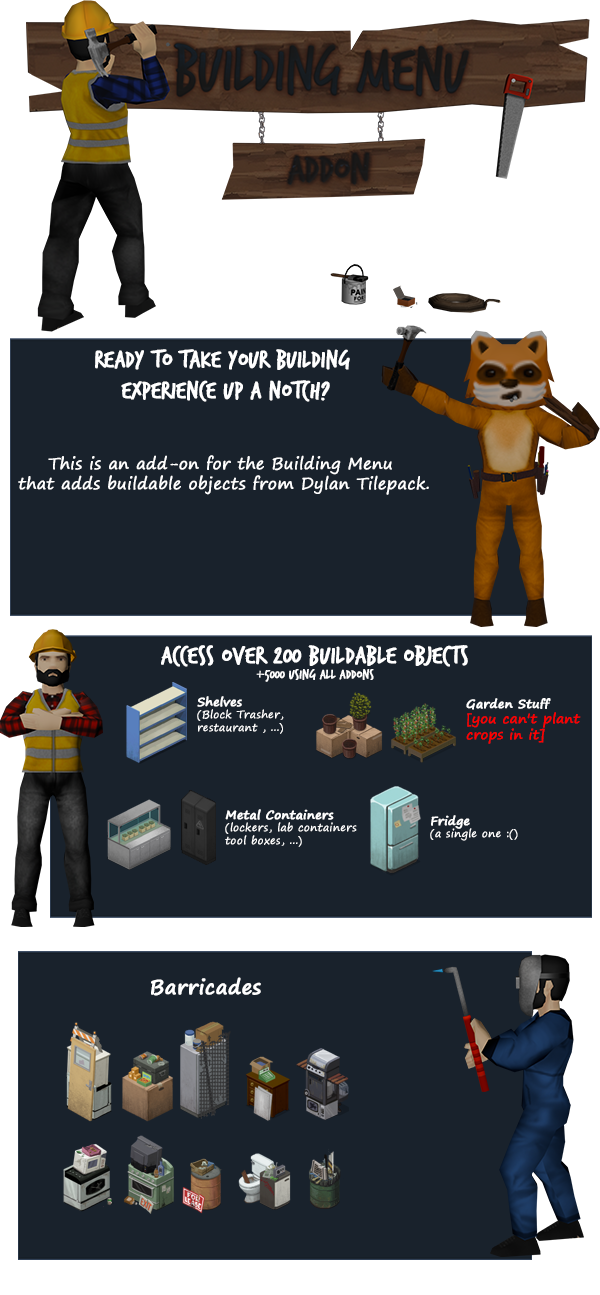 BUILDING MENU
ADDON
PAIN
FOR
READY TO TAKE YOUR BUILDING
EXPERIENCE UP A NOTCH?
This is an add-on for the Building Menu
that adds buildable objects from Dylan Tilepack.
ACCESS OVER 200 BUILDABLE OBJECTS
+5000 USING ALL ADDONS
Shelves
(Block Trasher,
restaurant , ...)
Garden Stuff
[you can't plant
crops in it]
Metal Containers
(lockers, lab containers
tool boxes, ...)
Fridge
(a single one :()
Barricades